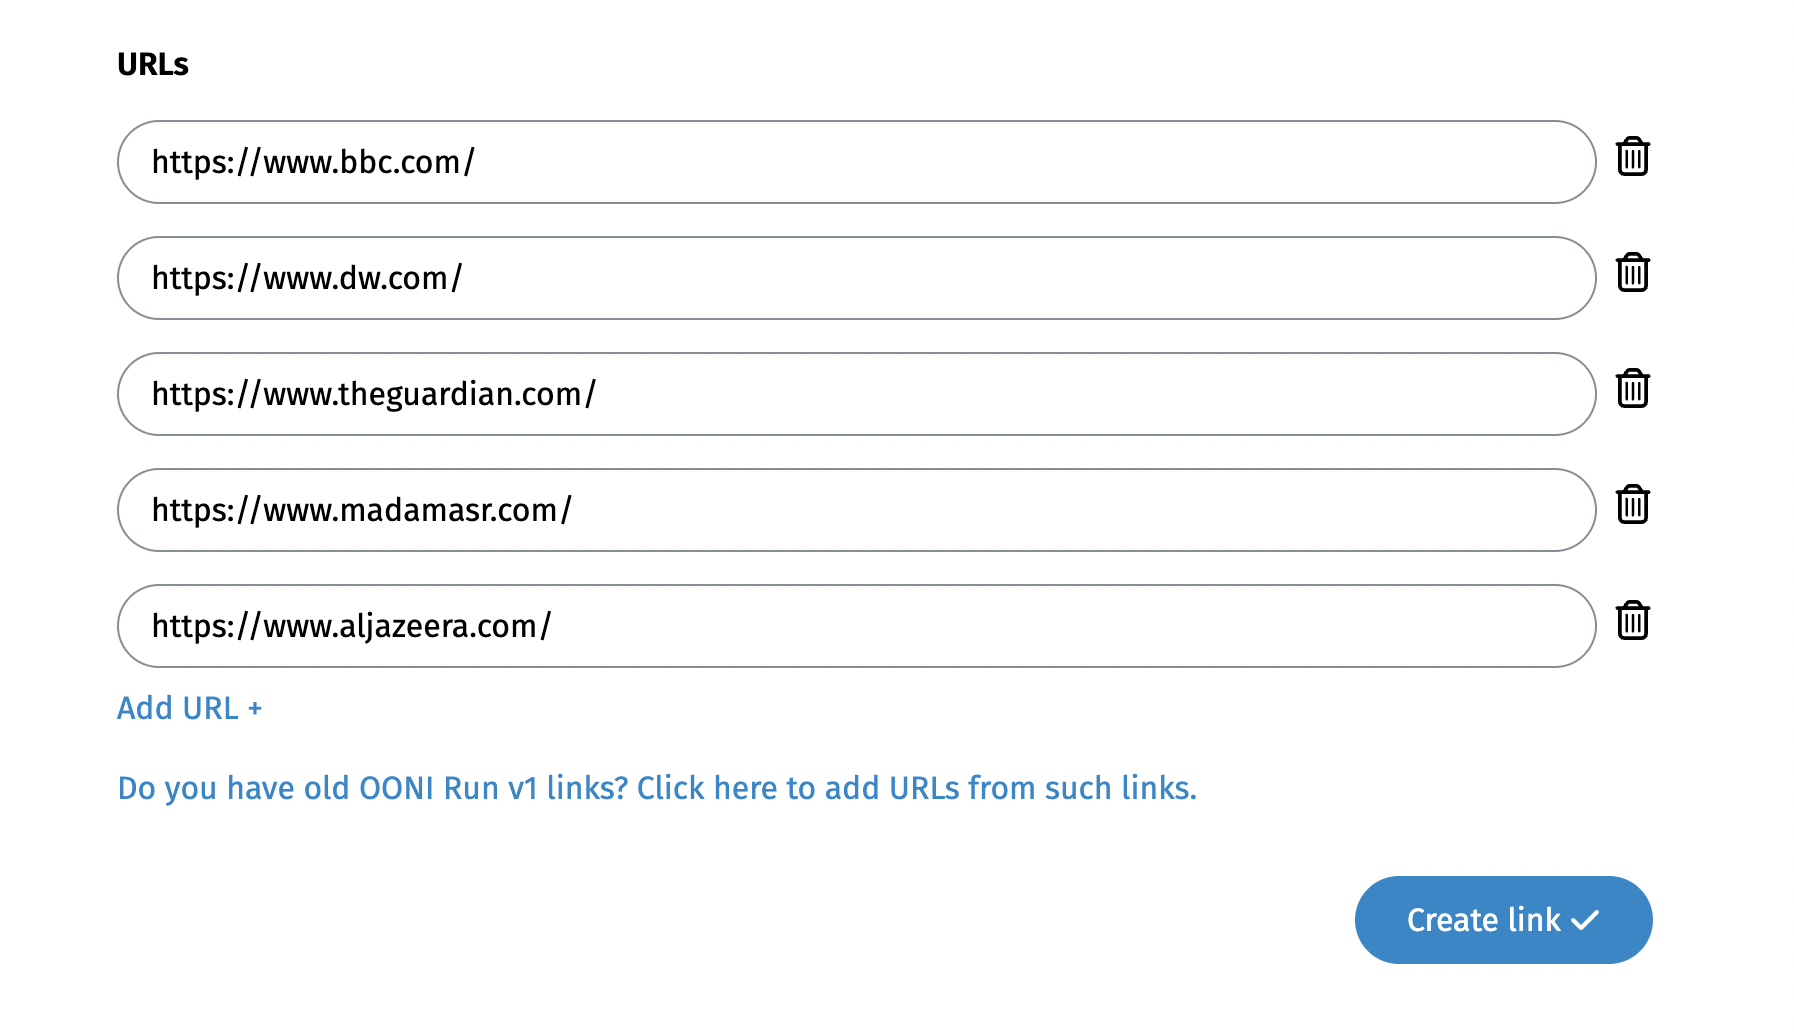 URLs
https://www.bbc.com/
https://www.dw.com/
https://www.theguardian.com/
https://www.madamasr.com/
https://www.aljazeera.com/
Add URL +
Do you have old OONI Run v1 links? Click here to add URLs from such links.
Create link